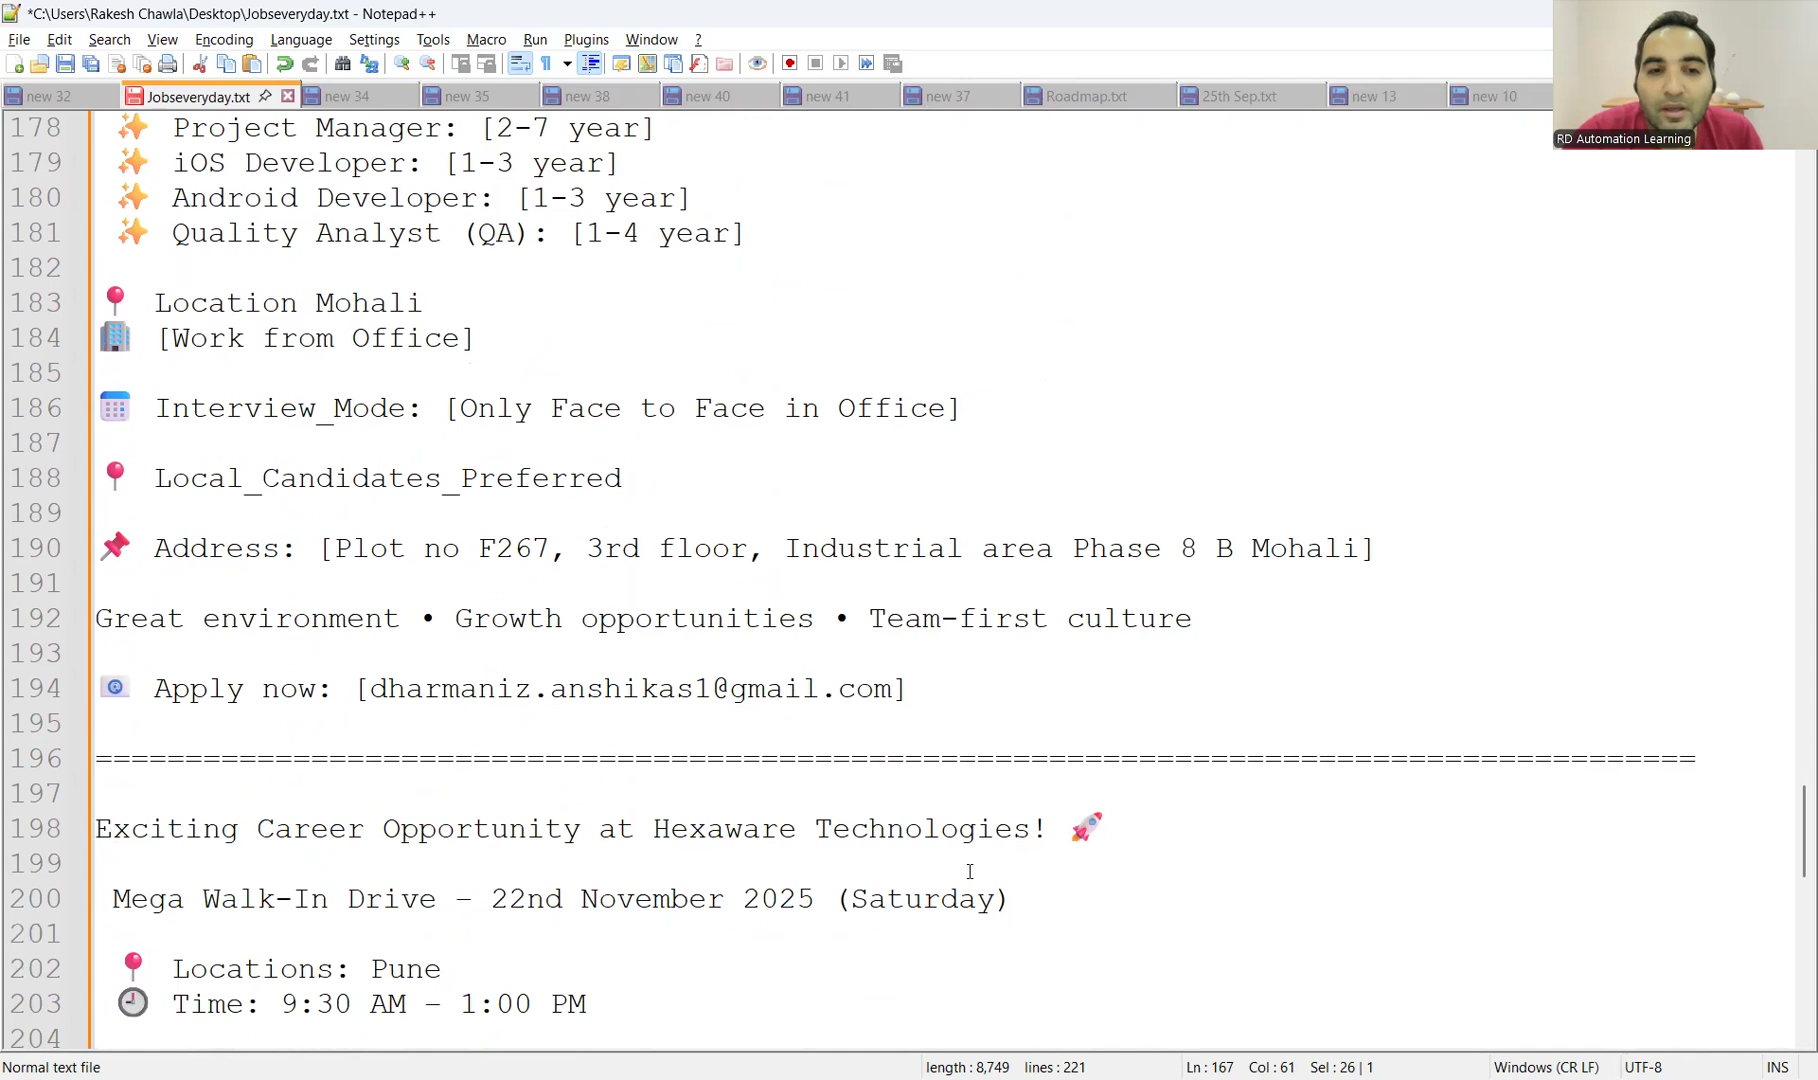 *C:\Users\Rakesh Chawla\Desktop\Jobseveryday.txt - Notepad++
File Edit Search View Encoding Language Settings Tools Macro Run Plugins Window ?
new 32 Jobseveryday.txt new 34 new 35 new 38 new 40 new 41 new 37 Roadmap.txt 25th Sep.txt new 13 new 10
RD Automation Learning
178 ✨ Project Manager: [2-7 year]
179 ✨ iOS Developer: [1-3 year]
180 ✨ Android Developer: [1-3 year]
181 ✨ Quality Analyst (QA): [1-4 year]
182
183 📍 Location Mohali
184 🏢 [Work from Office]
185
186 📅 Interview_Mode: [Only Face to Face in Office]
187
188 📍 Local_Candidates_Preferred
189
190 📌 Address: [Plot no F267, 3rd floor, Industrial area Phase 8 B Mohali]
191
192 Great environment • Growth opportunities • Team-first culture
193
194 📧 Apply now: [dharmaniz.anshikas1@gmail.com]
195
196 =========================================================================================
197
198 Exciting Career Opportunity at Hexaware Technologies! 🚀
199
200 Mega Walk-In Drive – 22nd November 2025 (Saturday)
201
202 📍 Locations: Pune
203 🕘 Time: 9:30 AM – 1:00 PM
204
Normal text file length : 8,749 lines : 221 Ln : 167 Col : 61 Sel : 26 | 1 Windows (CR LF) UTF-8 INS